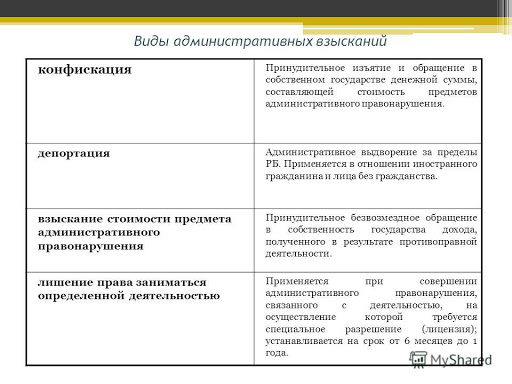 Виды административных взысканий
конфискация
Принудительное изъятие и обращение в
собственном государстве денежной суммы,
составляющей стоимость предметов
административного правонарушения.
депортация
Административное выдворение за пределы
РБ. Применяется в отношении иностранного
гражданина и лица без гражданства.
взыскание стоимости предмета
административного
правонарушения
Принудительное безвозмездное обращение
в собственность государства дохода,
полученного в результате противоправной
деятельности.
лишение права заниматься
определенной деятельностью
Применяется при совершении
административного правонарушения,
связанного с деятельностью, на
осуществление которой требуется
специальное разрешение (лицензия);
устанавливается на срок от 6 месяцев до 1
года.
MyShared